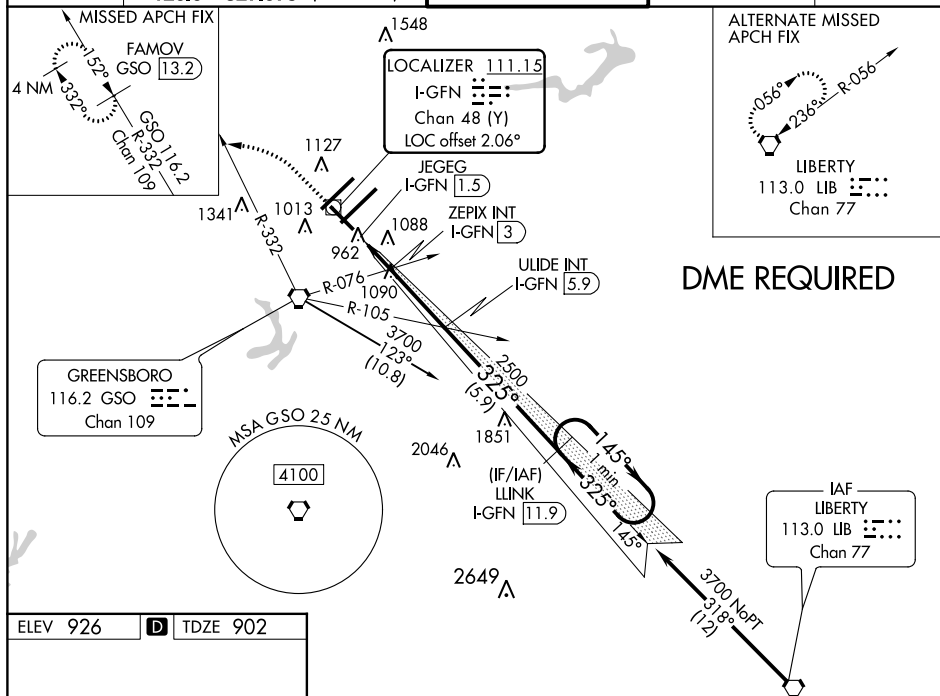 MISSED APCH FIX
FAMOV
GSO 13.2
4 NM
152°
332°
GSO 116.2
R-332
Chan 109
1548
LOCALIZER 111.15
I-GFN
Chan 48 (Y)
LOC offset 2.06°
ALTERNATE MISSED
APCH FIX
056°
236°
R-056
LIBERTY
113.0 LIB
Chan 77
1127
JEGEG
I-GFN 1.5
1341
1013
R-332
962
1088
ZEPIX INT
I-GFN 3
ULIDE INT
I-GFN 5.9
DME REQUIRED
R-076
1090
R-105
3700
123°
(10.8)
GREENSBORO
116.2 GSO
Chan 109
2500
325°
(5.9)
1851
2046
MSA GSO 25 NM
4100
145°
1 min
325°
145°
(IF/IAF)
LLINK
I-GFN 11.9
IAF
LIBERTY
113.0 LIB
Chan 77
2649
3700 NoPT
318°
(12)
ELEV 926
D
TDZE 902